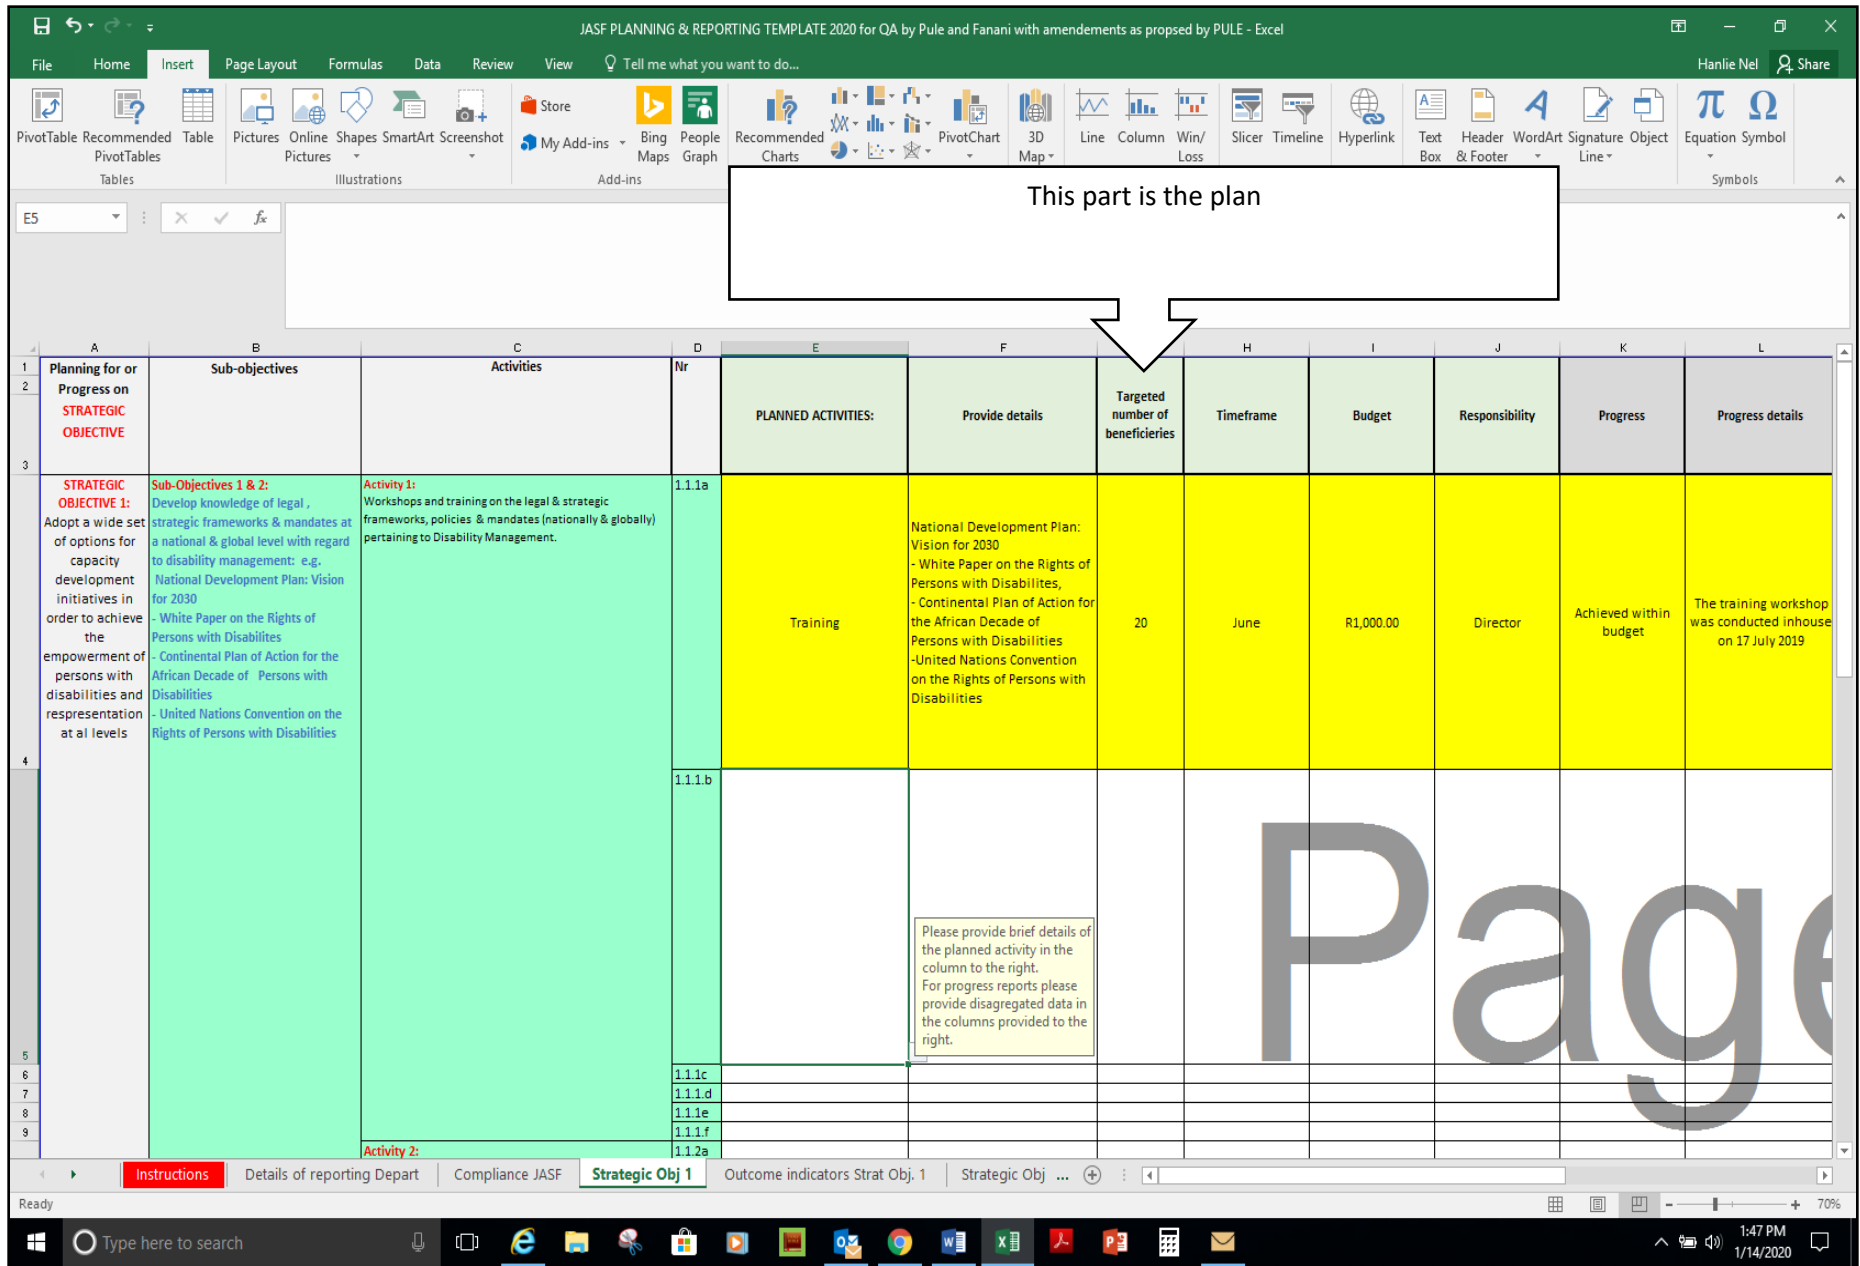 JASF PLANNING & REPORTING TEMPLATE 2020 for QA by Pule and Fanani with amendements as propsed by PULE - Excel
File Home Insert Page Layout Formulas Data Review View Tell me what you want to do... Hanlie Nel Share
PivotTable Recommended PivotTables Table Pictures Online Pictures Shapes SmartArt Screenshot Store My Add-ins Bing Maps People Graph Recommended Charts PivotChart 3D Map Line Column Win/Loss Slicer Timeline Hyperlink Text Box Header & Footer WordArt Signature Line Object Equation Symbol
Tables Illustrations Add-ins Symbols
This part is the plan
E5 fx
A B C D E F H I J K L
1
2
3
Planning for or
Progress on
STRATEGIC
OBJECTIVE
Sub-objectives
Activities
Nr
PLANNED ACTIVITIES:
Provide details
Targeted
number of
beneficieries
Timeframe
Budget
Responsibility
Progress
Progress details
4
STRATEGIC
OBJECTIVE 1:
Adopt a wide set
of options for
capacity
development
initiatives in
order to achieve
the
empowerment of
persons with
disabilities and
respresentation
at al levels
Sub-Objectives 1 & 2:
Develop knowledge of legal ,
strategic frameworks & mandates at
a national & global level with regard
to disability management: e.g.
National Development Plan: Vision
for 2030
- White Paper on the Rights of
Persons with Disabilites
- Continental Plan of Action for the
African Decade of Persons with
Disabilities
- United Nations Convention on the
Rights of Persons with Disabilities
Activity 1:
Workshops and training on the legal & strategic
frameworks, policies & mandates (nationally & globally)
pertaining to Disability Management.
1.1.1a
Training
National Development Plan:
Vision for 2030
- White Paper on the Rights of
Persons with Disabilites,
- Continental Plan of Action for
the African Decade of
Persons with Disabilities
-United Nations Convention
on the Rights of Persons with
Disabilities
20
June
R1,000.00
Director
Achieved within
budget
The training workshop
was conducted inhouse
on 17 July 2019
5
1.1.1.b
Please provide brief details of
the planned activity in the
column to the right.
For progress reports please
provide disagregated data in
the columns provided to the
right.
Page
6 1.1.1c
7 1.1.1.d
8 1.1.1e
9 1.1.1.f
Activity 2: 1.1.2a
Instructions Details of reporting Depart Compliance JASF Strategic Obj 1 Outcome indicators Strat Obj. 1 Strategic Obj ...
Ready 70%
Type here to search
1:47 PM
1/14/2020